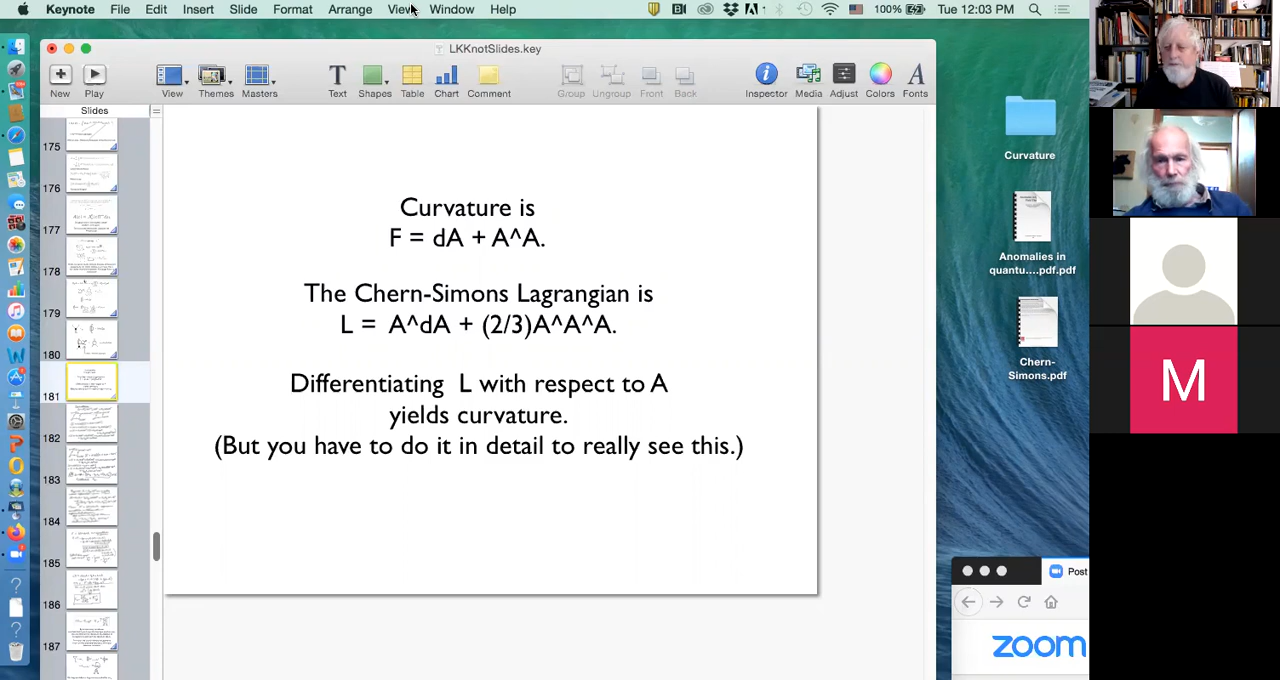 Keynote File Edit Insert Slide Format Arrange View Window Help
100% Tue 12:03 PM
LKKnotSlides.key
New Play View Themes Masters Text Shapes Table Chart Comment Group Ungroup Front Back Inspector Media Adjust Colors Fonts
Slides
175
176
177
178
179
180
181
182
183
184
185
186
187
Curvature is
F = dA + A^A.
The Chern-Simons Lagrangian is
L = A^dA + (2/3)A^A^A.
Differentiating L with respect to A
yields curvature.
(But you have to do it in detail to really see this.)
Curvature
Anomalies in
quantu....pdf.pdf
Chern-
Simons.pdf
M
Post
zoom